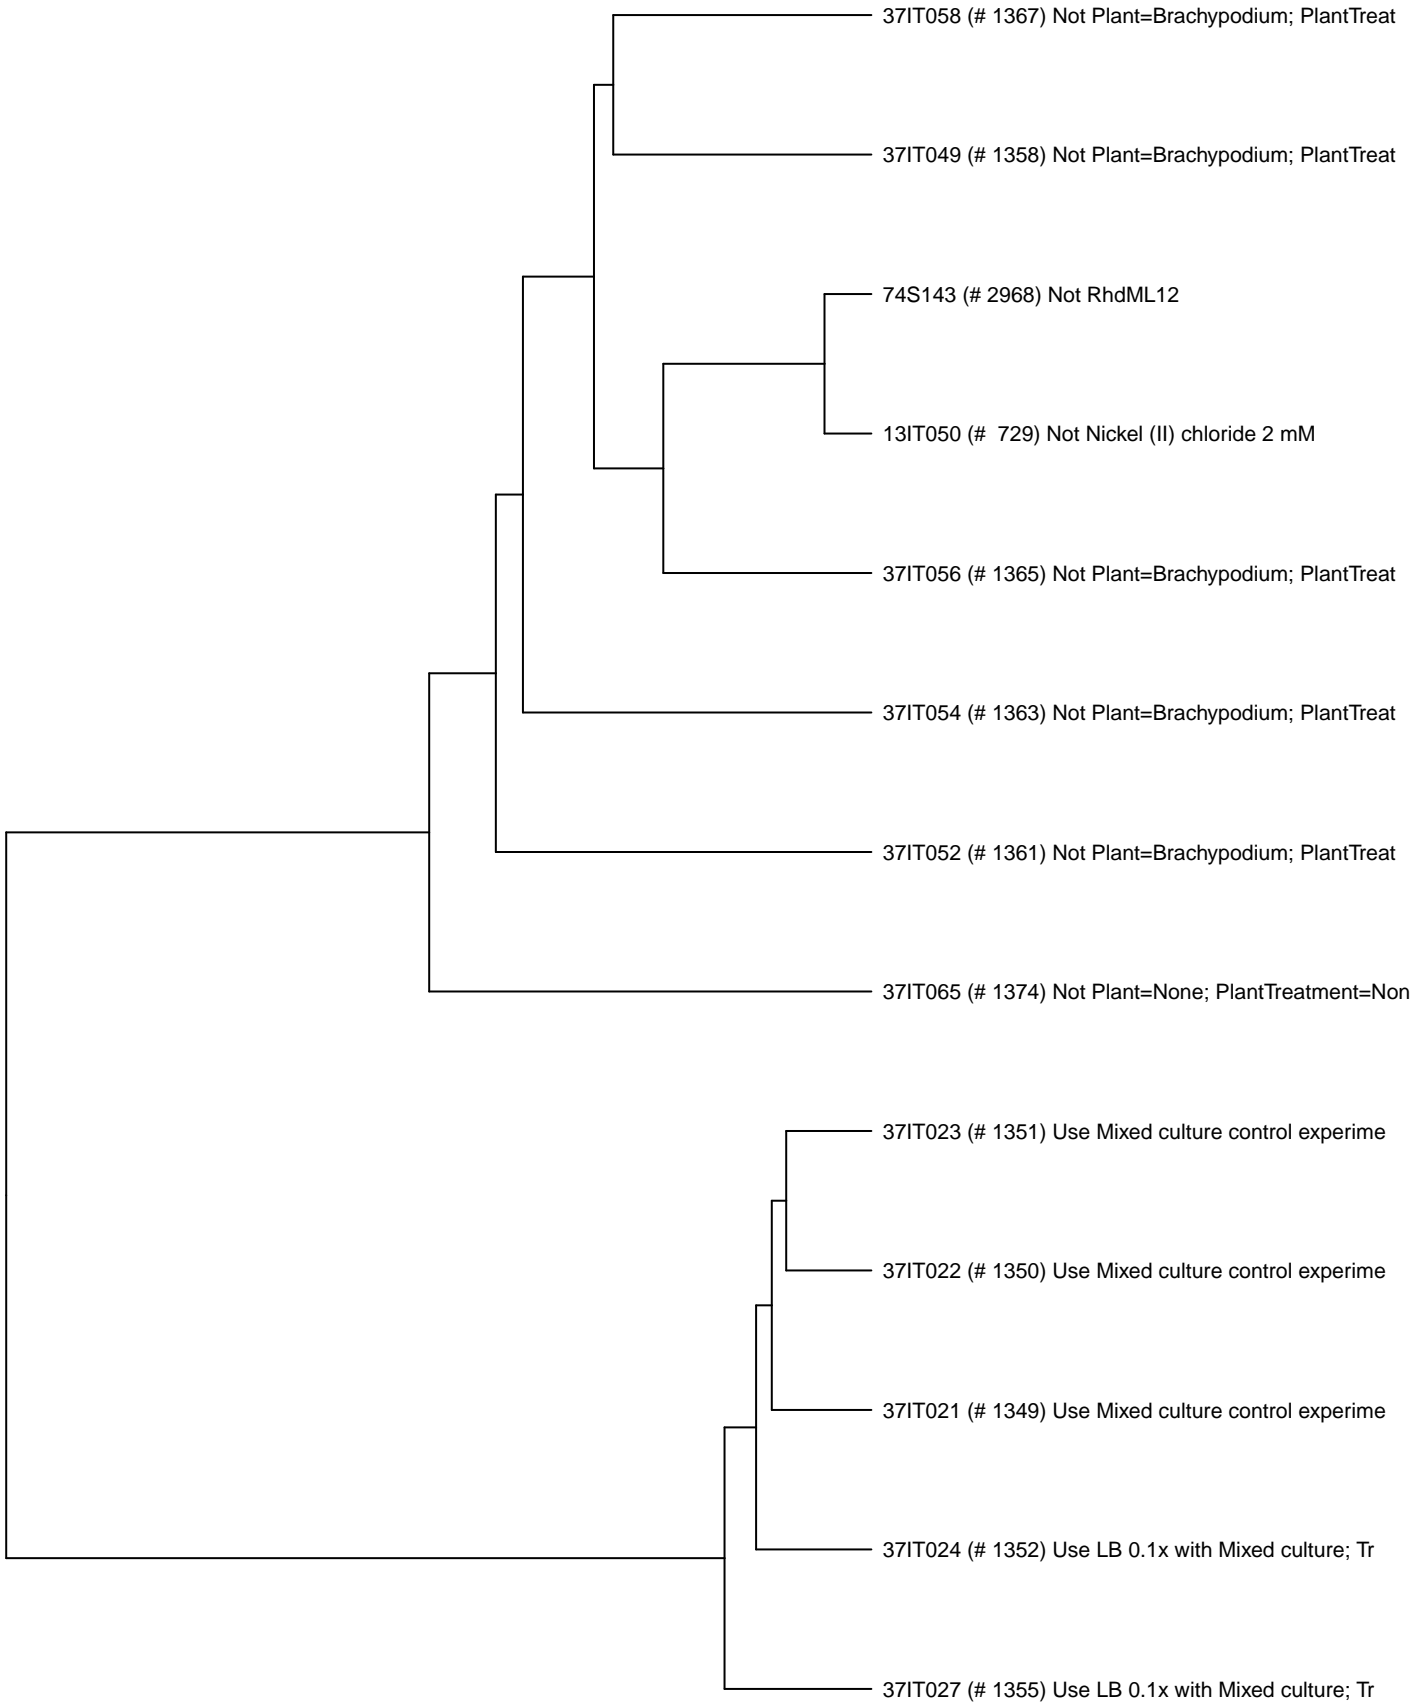 37IT058 (# 1367) Not Plant=Brachypodium; PlantTreat
37IT049 (# 1358) Not Plant=Brachypodium; PlantTreat
74S143 (# 2968) Not RhdML12
13IT050 (#  729) Not Nickel (II) chloride 2 mM
37IT056 (# 1365) Not Plant=Brachypodium; PlantTreat
37IT054 (# 1363) Not Plant=Brachypodium; PlantTreat
37IT052 (# 1361) Not Plant=Brachypodium; PlantTreat
37IT065 (# 1374) Not Plant=None; PlantTreatment=Non
37IT023 (# 1351) Use Mixed culture control experime
37IT022 (# 1350) Use Mixed culture control experime
37IT021 (# 1349) Use Mixed culture control experime
37IT024 (# 1352) Use LB 0.1x with Mixed culture; Tr
37IT027 (# 1355) Use LB 0.1x with Mixed culture; Tr